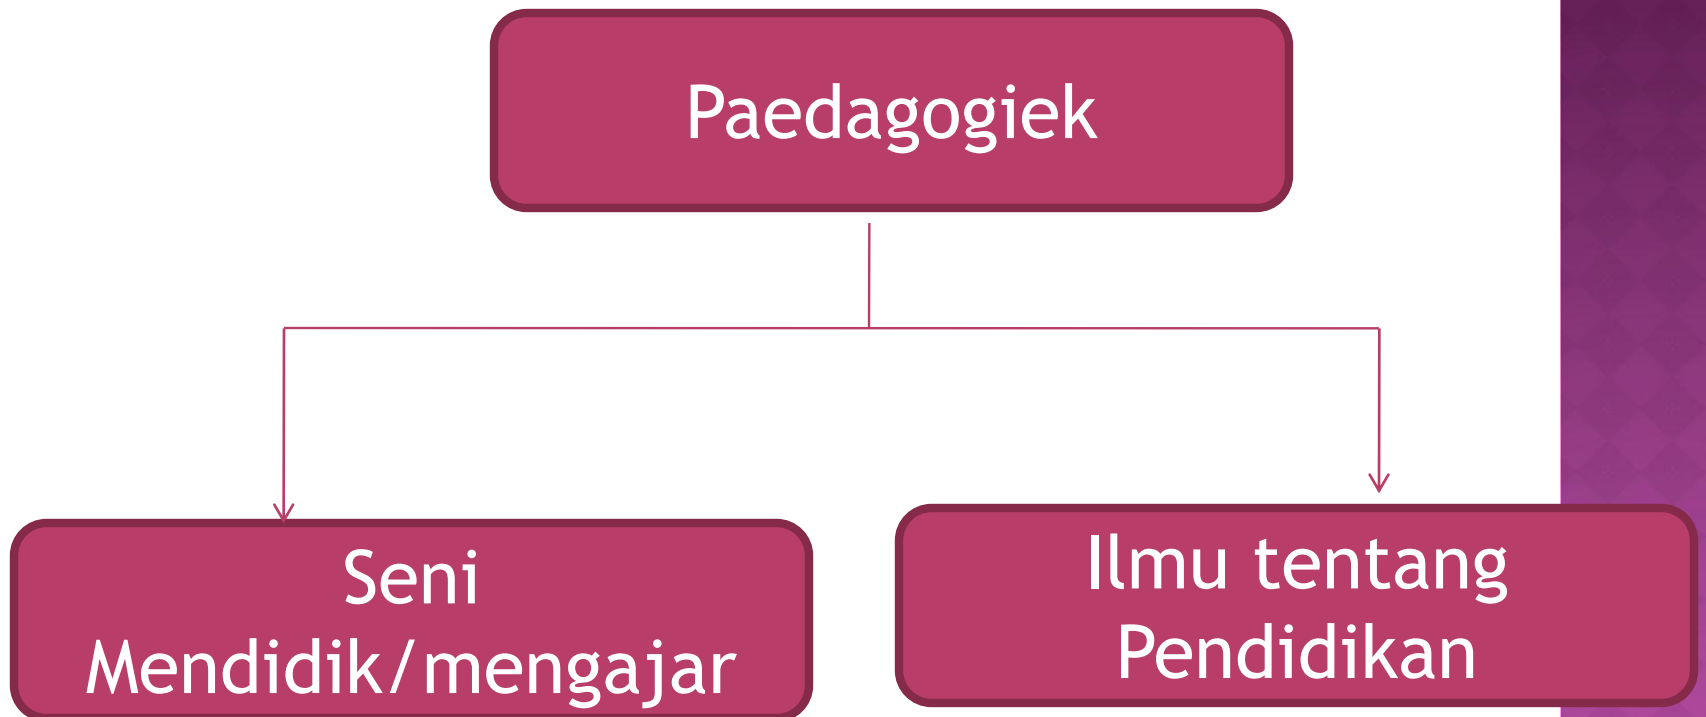 Paedagogiek
Seni
Mendidik/mengajar
Ilmu tentang
Pendidikan